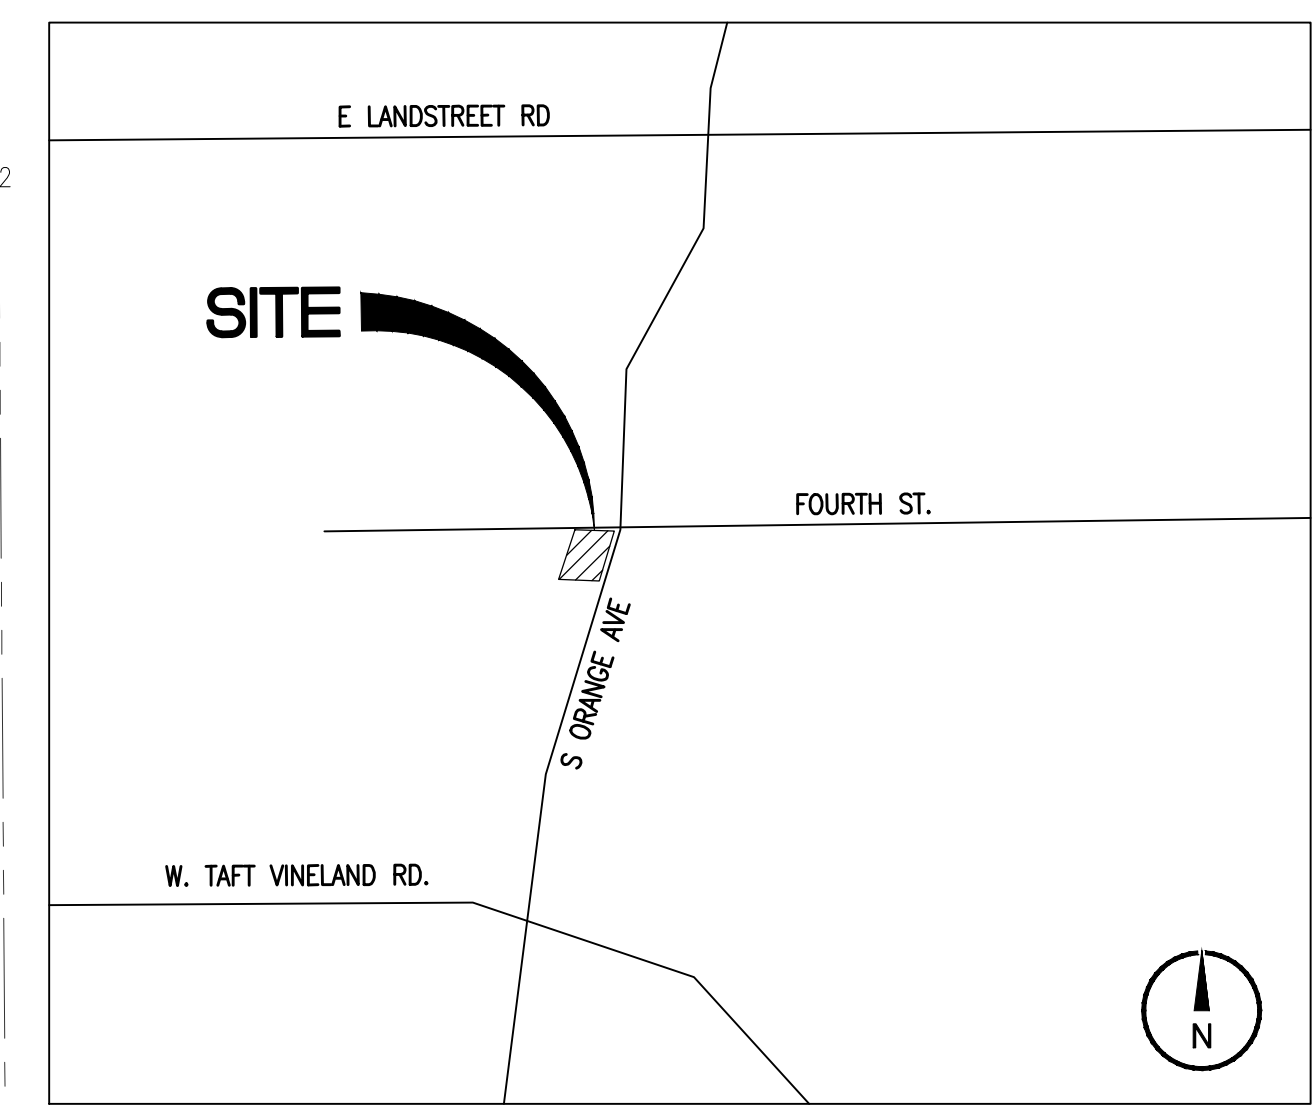 E LANDSTREET RD
2
SITE
FOURTH ST.
S ORANGE AVE
W. TAFT VINELAND RD.
N